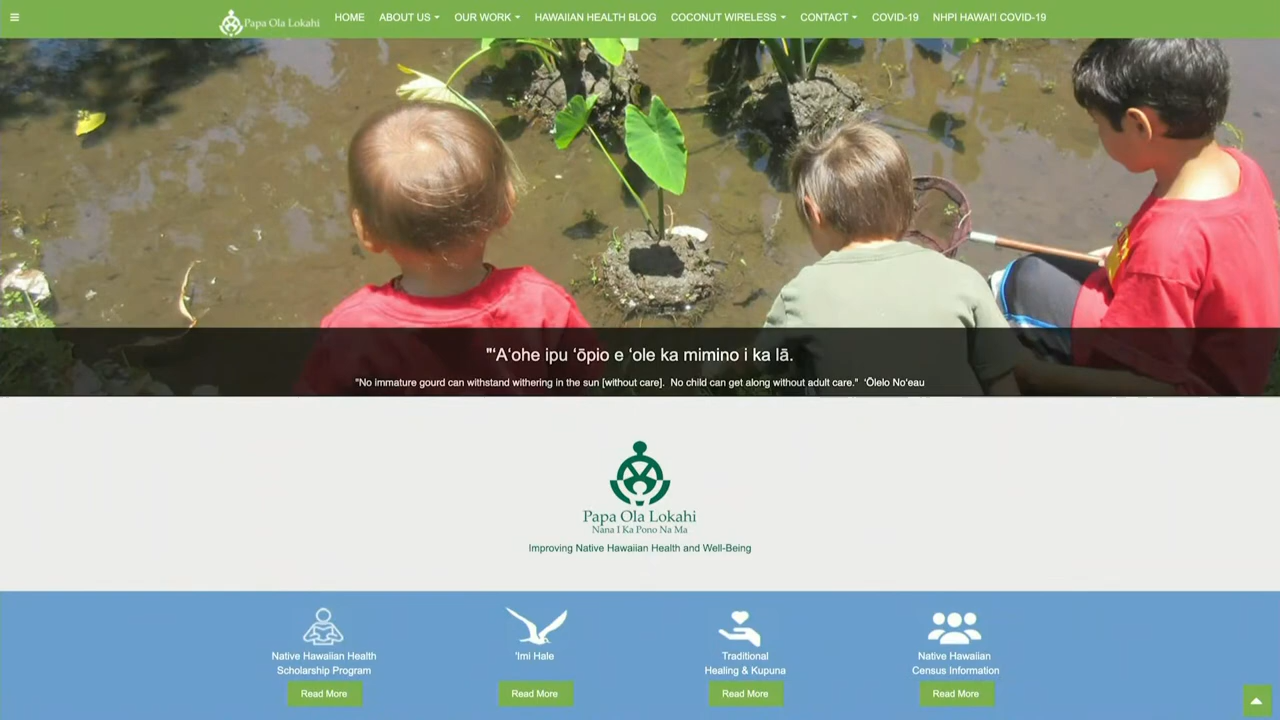 Papa Ola Lokahi
HOME ABOUT US OUR WORK HAWAIIAN HEALTH BLOG COCONUT WIRELESS CONTACT COVID-19 NHPI HAWAI'I COVID-19
"ʻAʻohe ipu ʻōpio e ʻole ka mimino i ka lā.
"No immature gourd can withstand withering in the sun [without care]. No child can get along without adult care." ʻŌlelo Noʻeau
Papa Ola Lokahi
Nana I Ka Pono Na Ma
Improving Native Hawaiian Health and Well-Being
Native Hawaiian Health
Scholarship Program
Read More
'Imi Hale
Read More
Traditional
Healing & Kupuna
Read More
Native Hawaiian
Census Information
Read More